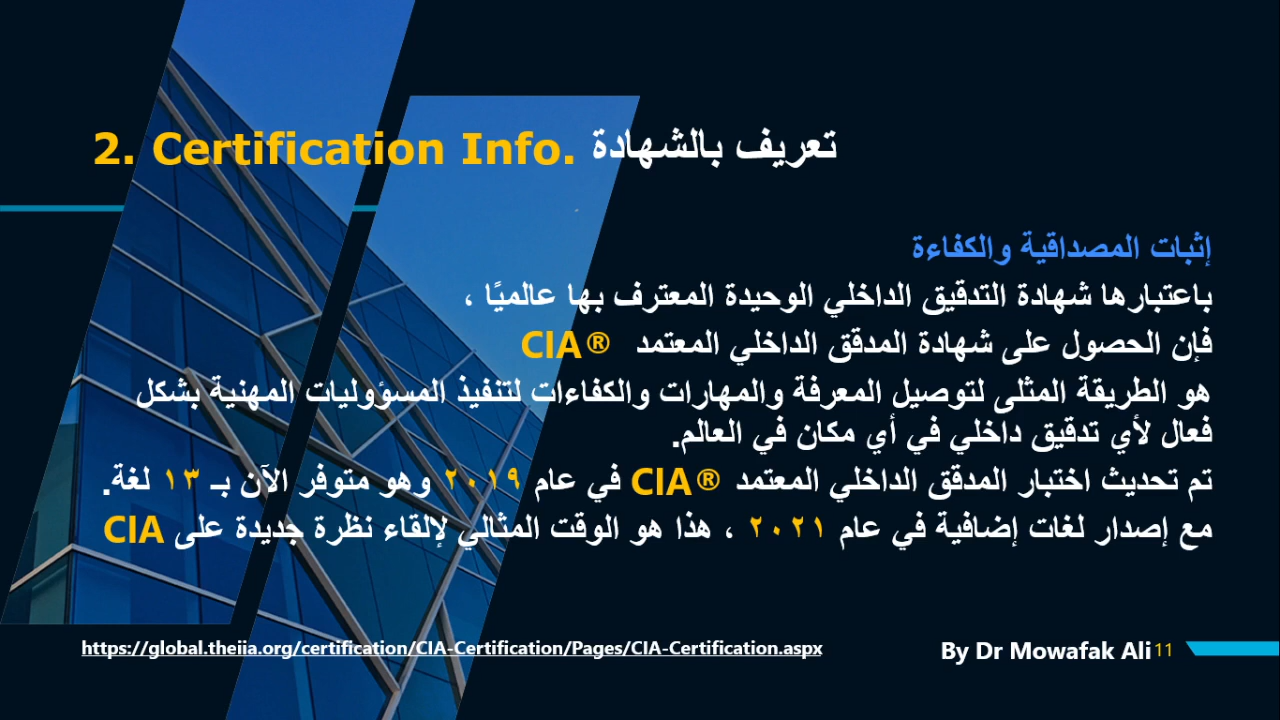 2. Certification Info. تعريف بالشهادة
إثبات المصداقية والكفاءة
باعتبارها شهادة التدقيق الداخلي الوحيدة المعترف بها عالميًا ،
فإن الحصول على شهادة المدقق الداخلي المعتمد CIA®
هو الطريقة المثلى لتوصيل المعرفة والمهارات والكفاءات لتنفيذ المسؤوليات المهنية بشكل
فعال لأي تدقيق داخلي في أي مكان في العالم.
تم تحديث اختبار المدقق الداخلي المعتمد CIA® في عام ٢٠١٩ وهو متوفر الآن بـ ١٣ لغة.
مع إصدار لغات إضافية في عام ٢٠٢١ ، هذا هو الوقت المثالي لإلقاء نظرة جديدة على CIA
https://global.theiia.org/certification/CIA-Certification/Pages/CIA-Certification.aspx
By Dr Mowafak Ali 11